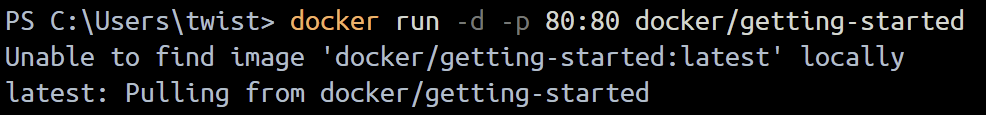 PS C:\Users\twist> docker run -d -p 80:80 docker/getting-started
Unable to find image 'docker/getting-started:latest' locally
latest: Pulling from docker/getting-started